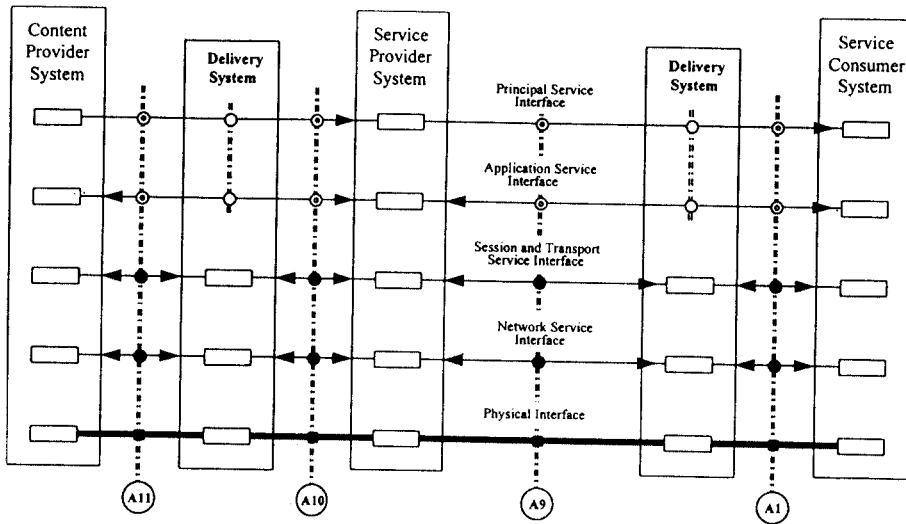 Content
Provider
System
Delivery
System
Service
Provider
System
Delivery
System
Service
Consumer
System
Principal Service
Interface
Application Service
Interface
Session and Transport
Service Interface
Network Service
Interface
Physical Interface
A11
A10
A9
A1